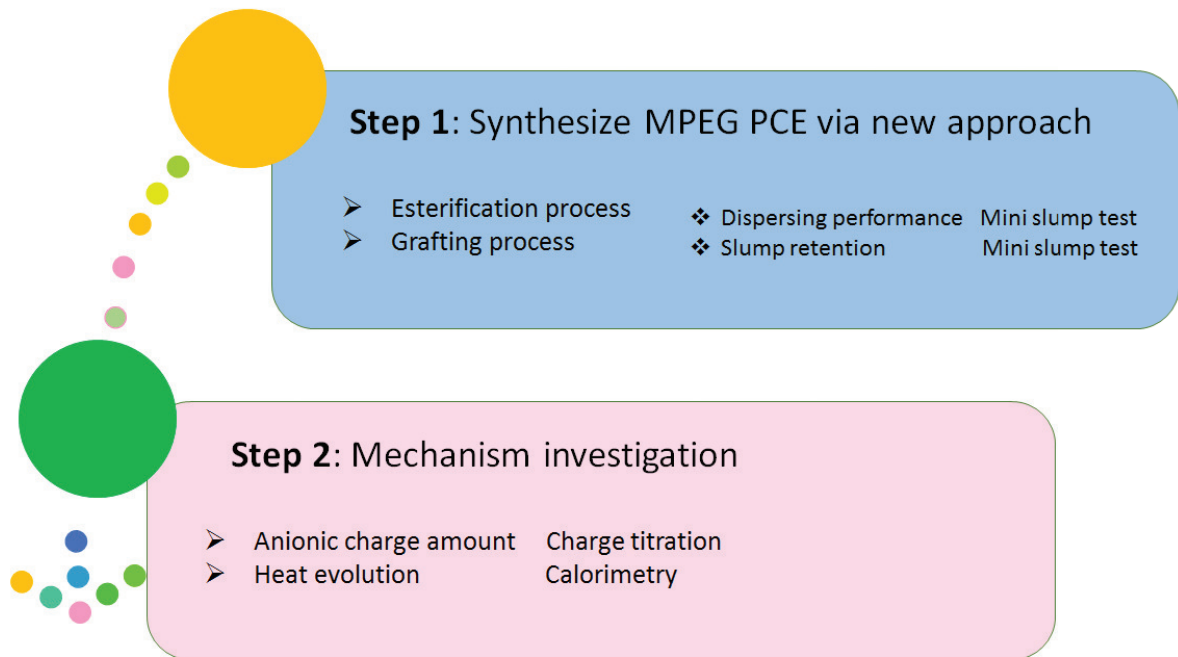 Step 1: Synthesize MPEG PCE via new approach
Esterification process
Grafting process
Dispersing performance Mini slump test
Slump retention Mini slump test
Step 2: Mechanism investigation
Anionic charge amount Charge titration
Heat evolution Calorimetry